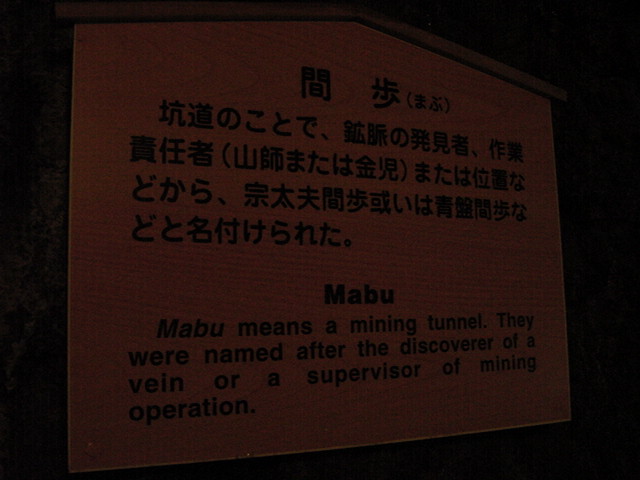 間 歩(まぶ)
坑道のことで、鉱脈の発見者、作業
責任者(山師または金児)または位置な
どから、宗太夫間歩或いは青盤間歩な
どと名付けられた。
Mabu
Mabu means a mining tunnel. They
were named after the discoverer of a
vein or a supervisor of mining
operation.